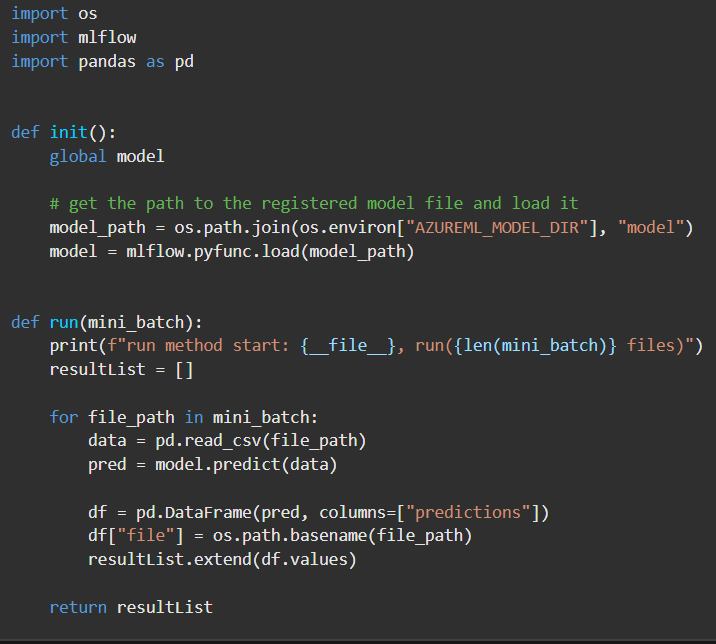 import os
import mlflow
import pandas as pd
def init():
    global model
    # get the path to the registered model file and load it
    model_path = os.path.join(os.environ["AZUREML_MODEL_DIR"], "model")
    model = mlflow.pyfunc.load(model_path)
def run(mini_batch):
    print(f"run method start: {__file__}, run({len(mini_batch)} files)")
    resultList = []
    for file_path in mini_batch:
        data = pd.read_csv(file_path)
        pred = model.predict(data)
        df = pd.DataFrame(pred, columns=["predictions"])
        df["file"] = os.path.basename(file_path)
        resultList.extend(df.values)
    return resultList